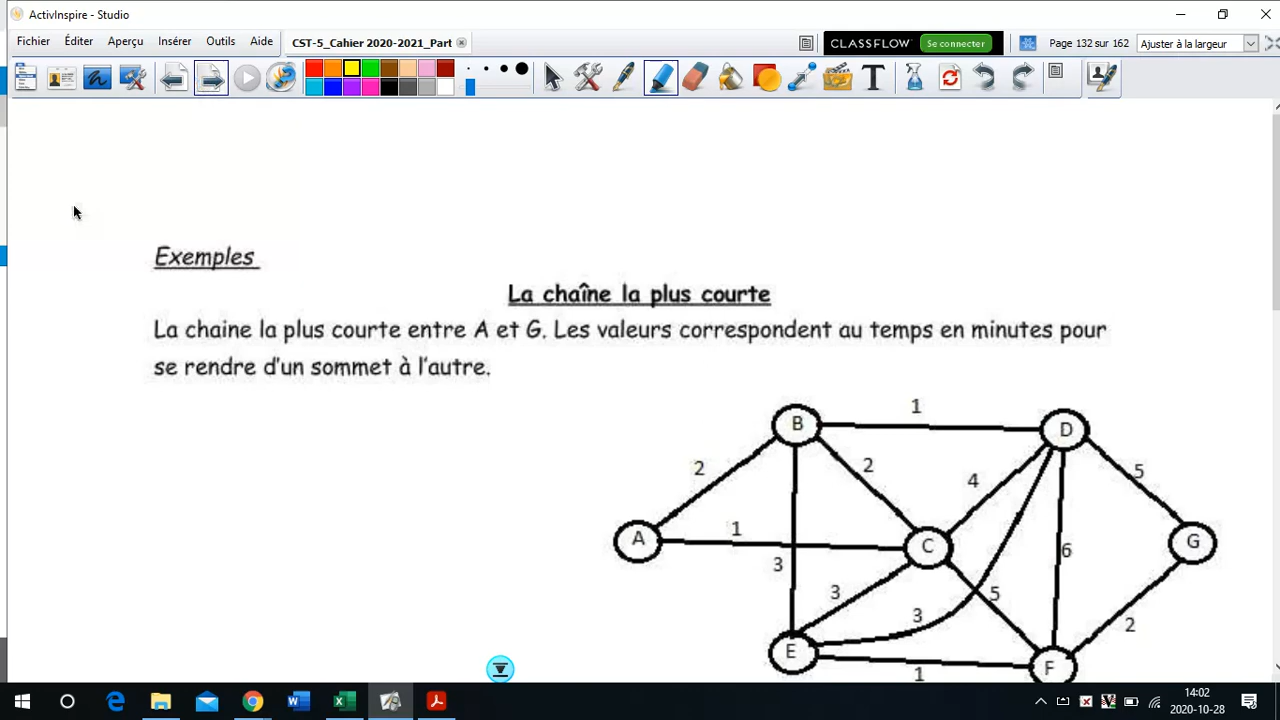 ActivInspire - Studio
Fichier Éditer Aperçu Insérer Outils Aide CST-5_Cahier 2020-2021_Part
CLASSFLOW Se connecter Page 132 sur 162 Ajuster à la largeur
T
Exemples
La chaîne la plus courte
La chaine la plus courte entre A et G. Les valeurs correspondent au temps en minutes pour
se rendre d'un sommet à l'autre.
1
B D
2 2 4 5
A 1 C 6 G
3 3 3 5 2
E F
1
14:02
2020-10-28